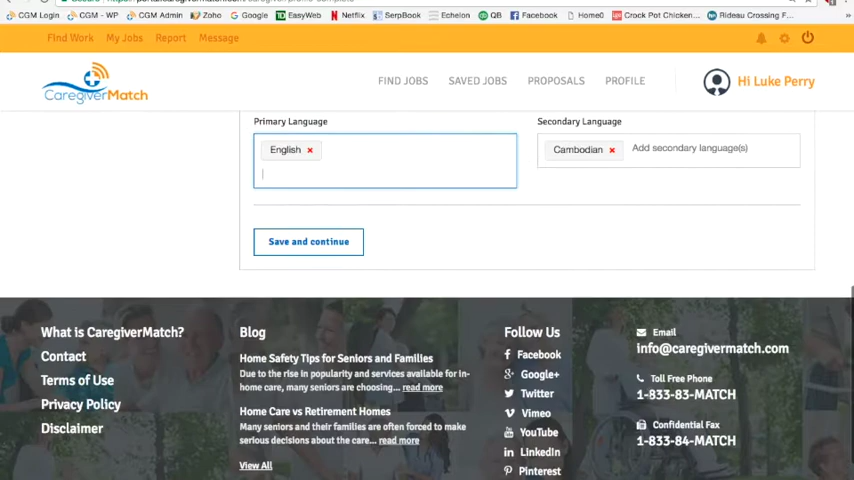 CGM Login CGM - WP CGM Admin Zoho EasyWeb Google Netflix SerpBook Echelon QB Facebook Home0 Crock Pot Chicken... Rideau Crossing F...
Find Work My Jobs Report Message
CaregiverMatch
FIND JOBS SAVED JOBS PROPOSALS PROFILE Hi Luke Perry
Primary Language Secondary Language
English × Cambodian × Add secondary language(s)
Save and continue
What is CaregiverMatch?
Contact
Terms of Use
Privacy Policy
Disclaimer
Blog
Home Safety Tips for Seniors and Families
Due to the rise in popularity and services available for in-
home care, many seniors are choosing... read more
Home Care vs Retirement Homes
Many seniors and their families are often forced to make
serious decisions about the care... read more
View All
Follow Us
Facebook
Google+
Twitter
Vimeo
YouTube
LinkedIn
Pinterest
Email
info@caregivermatch.com
Toll Free Phone
1-833-83-MATCH
Confidential Fax
1-833-84-MATCH